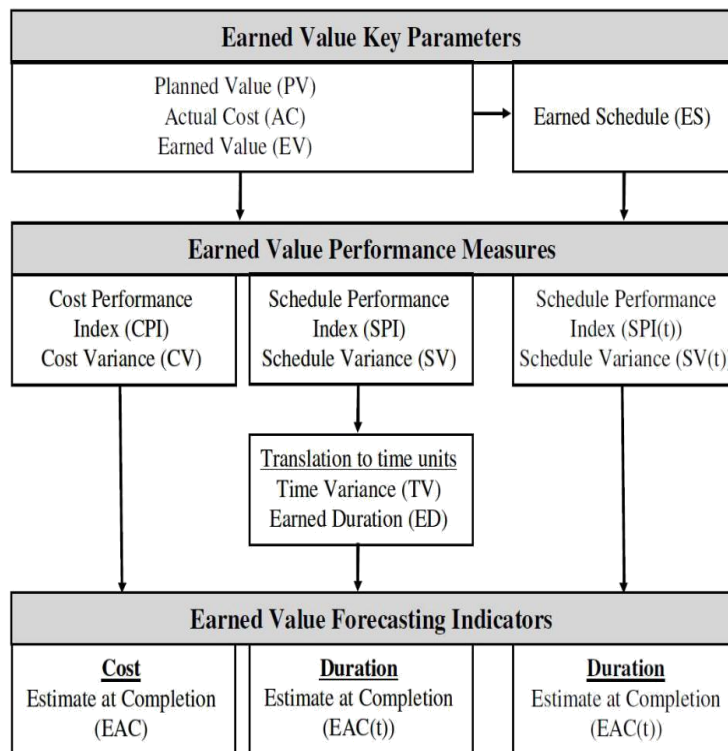 Earned Value Key Parameters
Planned Value (PV)
Actual Cost (AC)
Earned Value (EV)
Earned Schedule (ES)
Earned Value Performance Measures
Cost Performance
Index (CPI)
Cost Variance (CV)
Schedule Performance
Index (SPI)
Schedule Variance (SV)
Schedule Performance
Index (SPI(t))
Schedule Variance (SV(t))
Translation to time units
Time Variance (TV)
Earned Duration (ED)
Earned Value Forecasting Indicators
Cost
Estimate at Completion
(EAC)
Duration
Estimate at Completion
(EAC(t))
Duration
Estimate at Completion
(EAC(t))